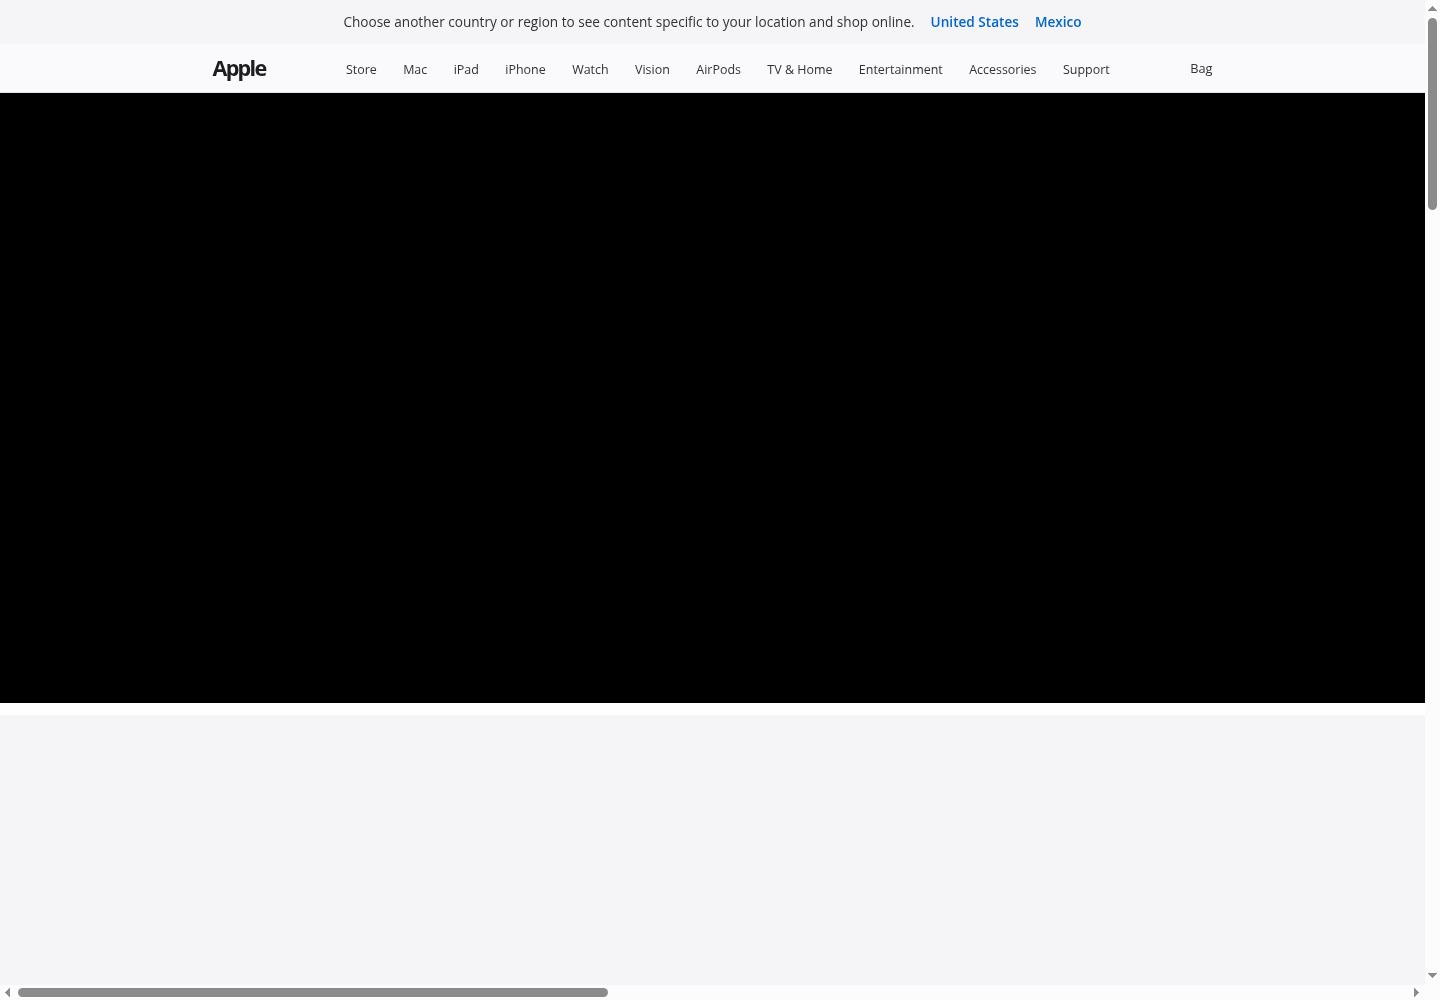 Choose another country or region to see content specific to your location and shop online. United States Mexico
Apple Store Mac iPad iPhone Watch Vision AirPods TV & Home Entertainment Accessories Support Bag